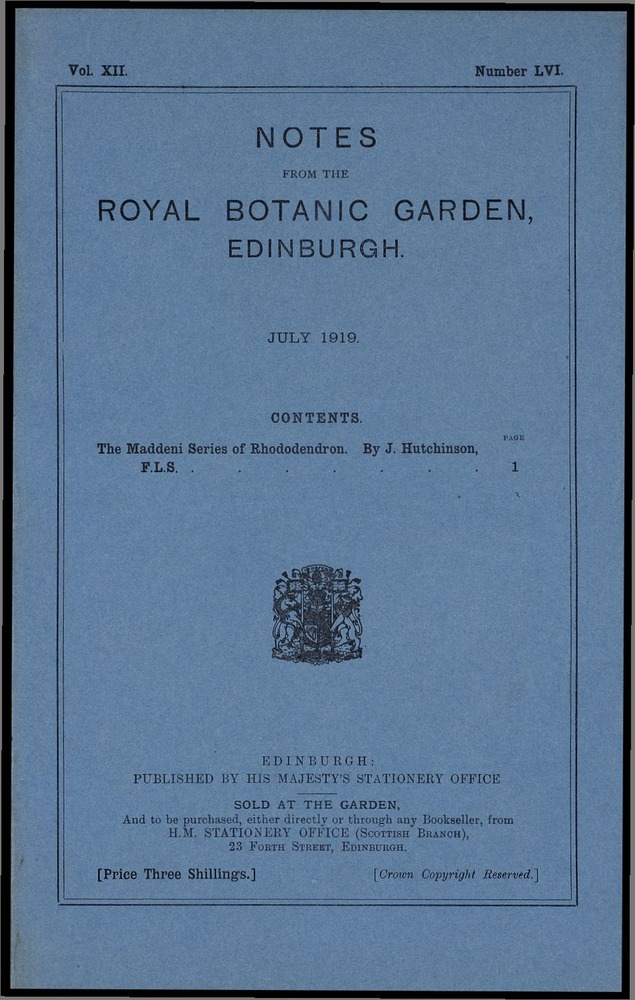 Vol. XII. Number LVI.
NOTES
FROM THE
ROYAL BOTANIC GARDEN,
EDINBURGH.
JULY 1919.
CONTENTS.
PAGE
The Maddeni Series of Rhododendron. By J. Hutchinson,
F.L.S. . . . . . . . 1
EDINBURGH:
PUBLISHED BY HIS MAJESTY'S STATIONERY OFFICE
SOLD AT THE GARDEN,
And to be purchased, either directly or through any Bookseller, from
H.M. STATIONERY OFFICE (SCOTTISH BRANCH),
23 FORTH STREET, EDINBURGH.
[Price Three Shillings.] [Crown Copyright Reserved.]